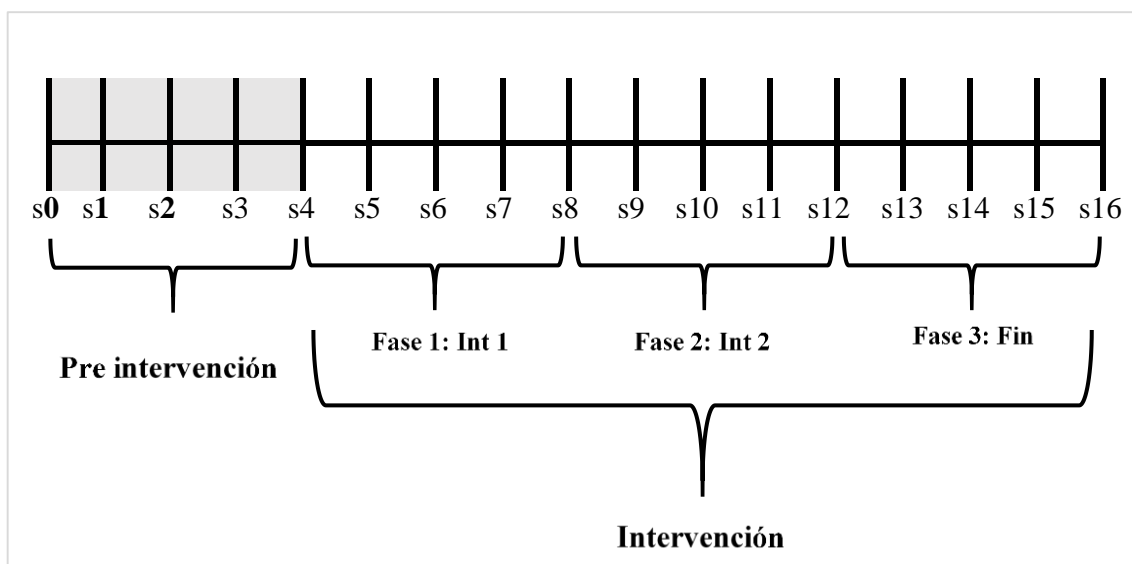 s0 s1 s2 s3 s4 s5 s6 s7 s8 s9 s10 s11 s12 s13 s14 s15 s16
Fase 1: Int 1 Fase 2: Int 2 Fase 3: Fin
Pre intervención
Intervención